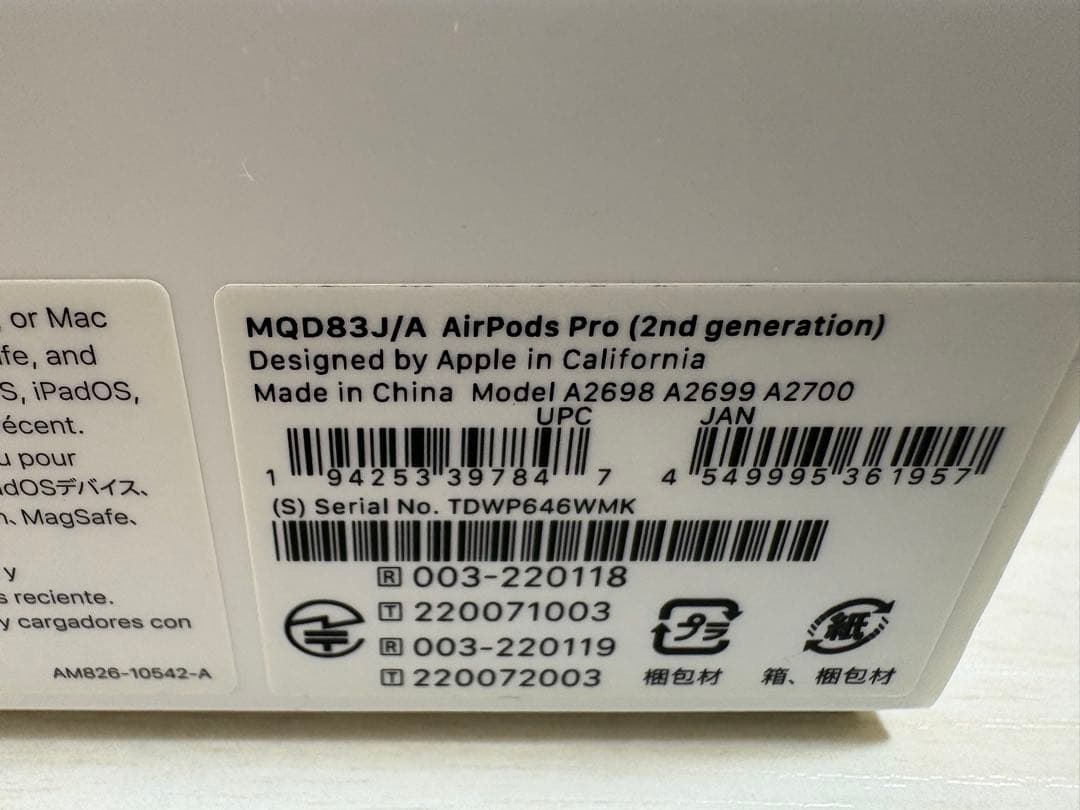 , or Mac
ife, and
S, iPadOS,
écent.
u pour
adOSデバイス、
n、MagSafe、
y
s reciente.
y cargadores con
AM826-10542-A
MQD83J/A AirPods Pro (2nd generation)
Designed by Apple in California
Made in China Model A2698 A2699 A2700
UPC JAN
1 94253 39784 7 4 549995 361957
(S) Serial No. TDWP646WMK
R 003-220118
T 220071003
R 003-220119
T 220072003
プラ 紙
梱包材 箱、梱包材